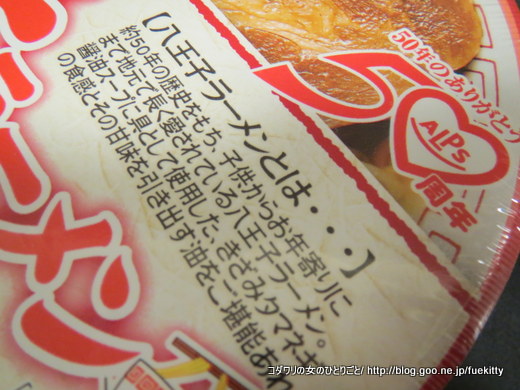 【八王子ラーメンとは・・・】
約50年の歴史をもち、子供からお年寄りに
まで地元で長く愛されている八王子ラーメン。
醤油スープに具として使用した、きざみタマネギ
の食感とその甘味を引き出す油をご堪能あれ
50年のありがとう
50
ALPS
周年
ラーメン
コダワリの女のひとりごと/ http://blog.goo.ne.jp/fuekitty